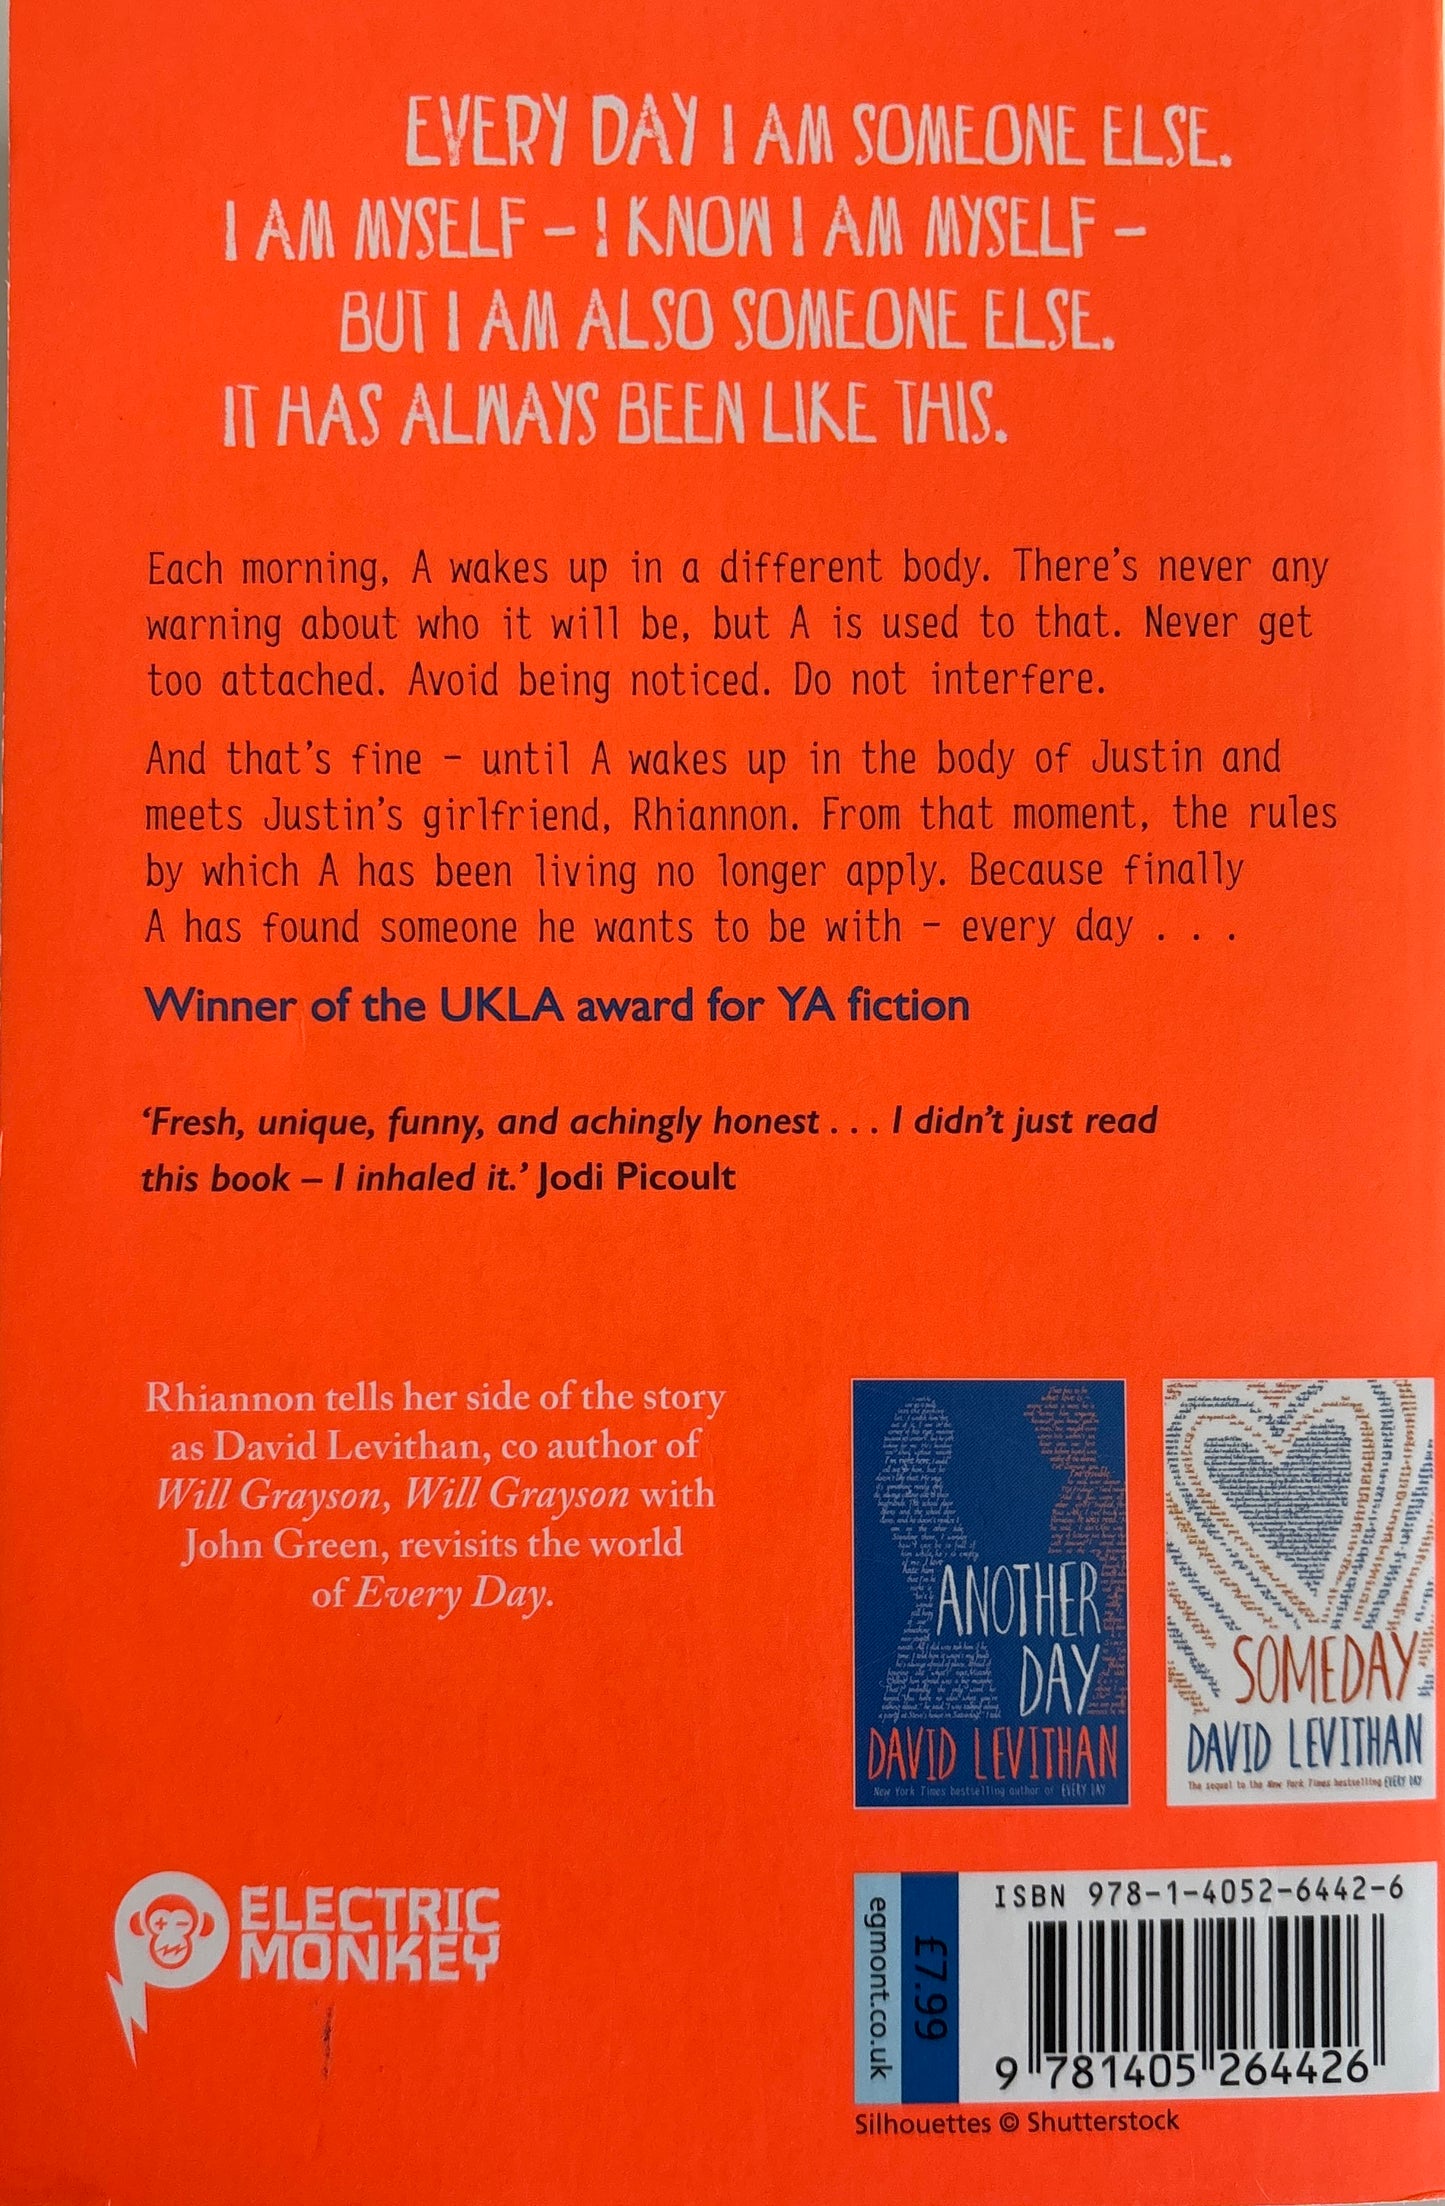 EVERY DAY I AM SOMEONE ELSE.
I AM MYSELF – I KNOW I AM MYSELF –
BUT I AM ALSO SOMEONE ELSE.
IT HAS ALWAYS BEEN LIKE THIS.
Each morning, A wakes up in a different body. There's never any
warning about who it will be, but A is used to that. Never get
too attached. Avoid being noticed. Do not interfere.
And that's fine – until A wakes up in the body of Justin and
meets Justin's girlfriend, Rhiannon. From that moment, the rules
by which A has been living no longer apply. Because finally
A has found someone he wants to be with – every day . . .
Winner of the UKLA award for YA fiction
'Fresh, unique, funny, and achingly honest . . . I didn't just read
this book – I inhaled it.' Jodi Picoult
Rhiannon tells her side of the story
as David Levithan, co author of
Will Grayson, Will Grayson with
John Green, revisits the world
of Every Day.
ANOTHER
DAY
DAVID LEVITHAN
New York Times bestselling author of EVERY DAY
SOMEDAY
DAVID LEVITHAN
The sequel to the New York Times bestselling EVERY DAY
ELECTRIC
MONKEY
egmont.co.uk
£7.99
ISBN 978-1-4052-6442-6
9 781405 264426
Silhouettes © Shutterstock